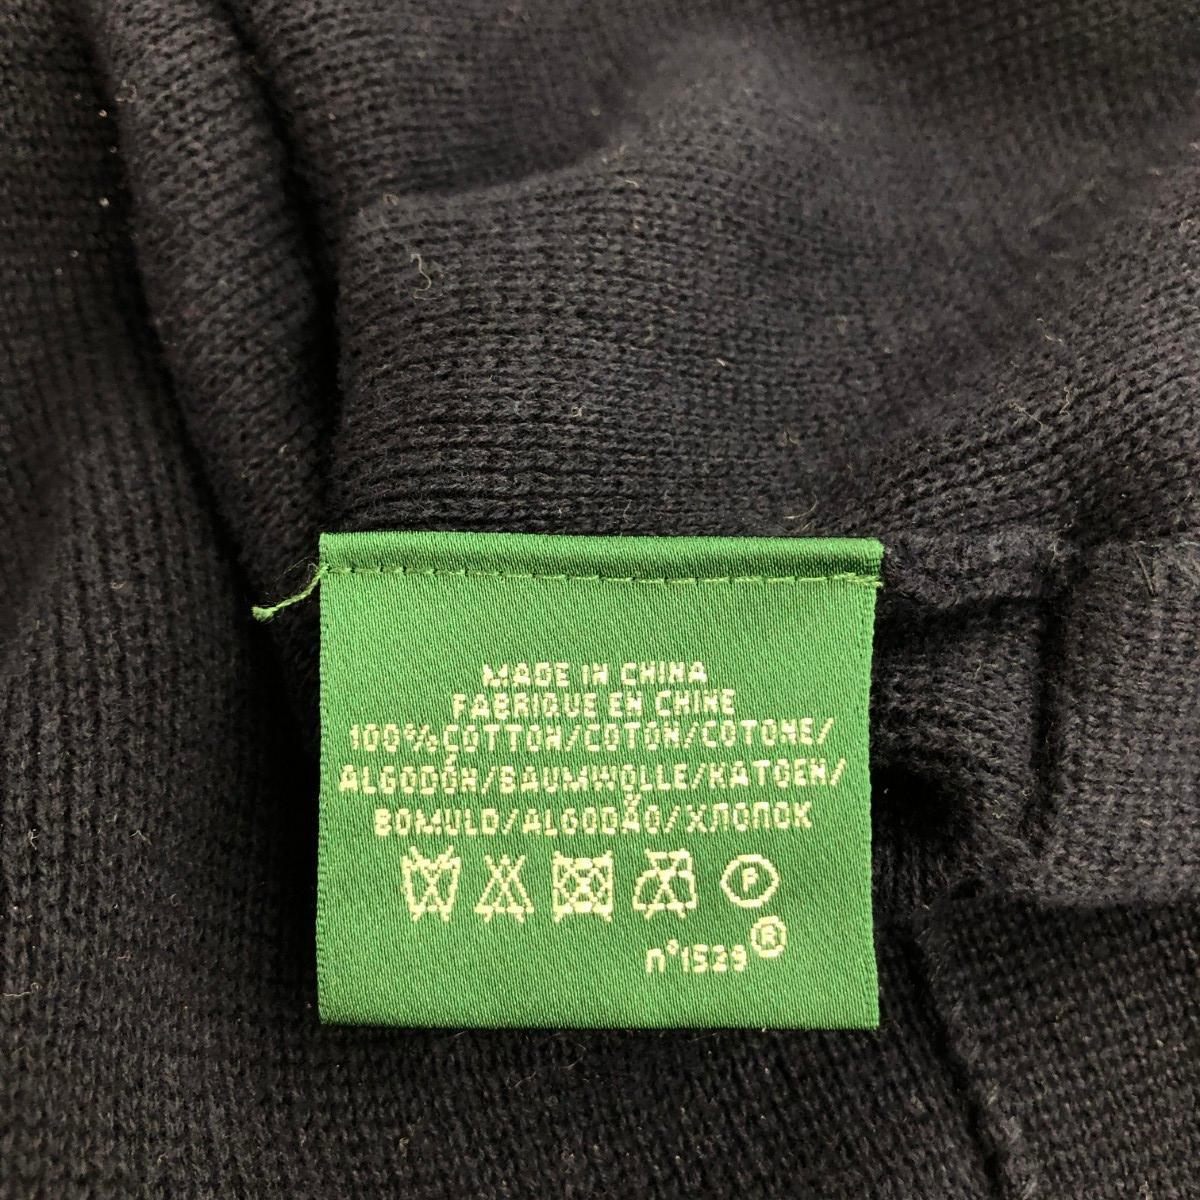 MADE IN CHINA
FABRIQUE EN CHINE
100% COTTON/COTON/COTONE/
ALGODÓN/BAUMWOLLE/KATOEN/
BOMULD/ALGODÃO/ХЛОПОК
P
n°1529®